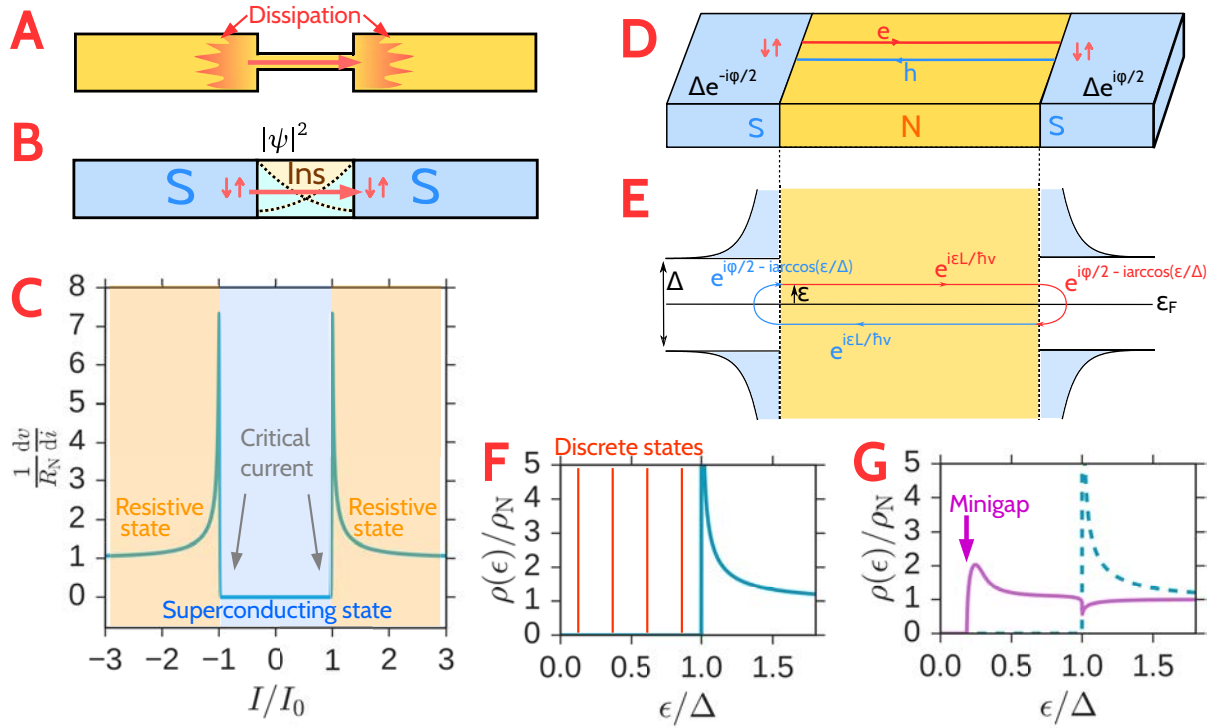 A
Dissipation
B
|ψ|²
S
↓↑
Ins
↓↑
S
C
8
7
6
5
4
3
2
1
0
1/R_N dv/di
Critical
current
Resistive
state
Resistive
state
Superconducting state
−3
−2
−1
0
1
2
3
I/I₀
D
e
h
↓↑
↓↑
Δe^{-iφ/2}
Δe^{iφ/2}
S
N
S
E
Δ
e^{iφ/2 - iarccos(ε/Δ)}
e^{iεL/ħv}
e^{iφ/2 - iarccos(ε/Δ)}
ε
ε_F
e^{iεL/ħv}
F
Discrete states
5
4
3
2
1
0
ρ(ϵ)/ρ_N
0.0
0.5
1.0
1.5
ϵ/Δ
G
Minigap
5
4
3
2
1
0
ρ(ϵ)/ρ_N
0.0
0.5
1.0
1.5
ϵ/Δ